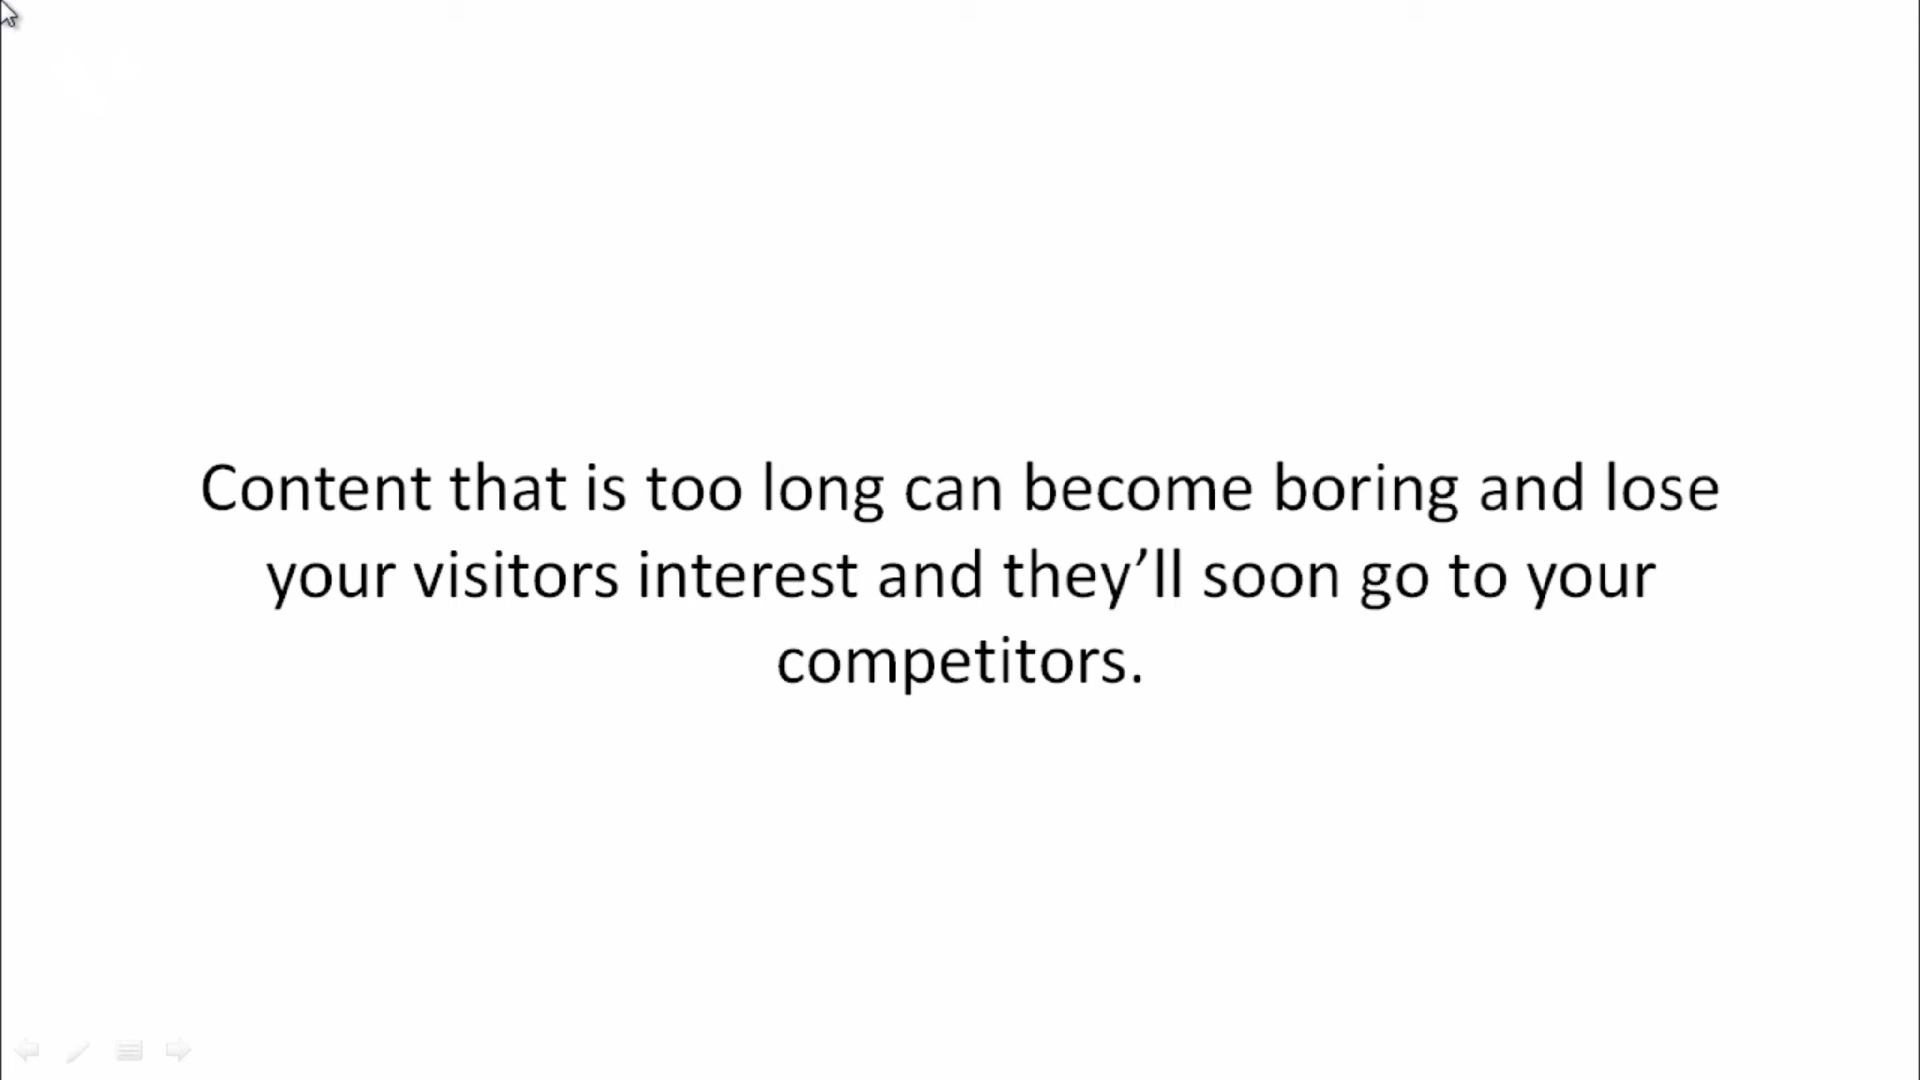 Content that is too long can become boring and lose
your visitors interest and they’ll soon go to your
competitors.